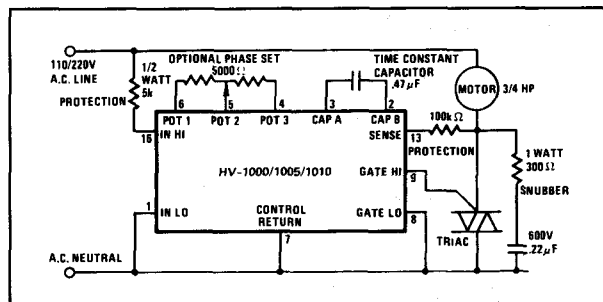 110/220V
A.C. LINE
1/2
WATT
5k
PROTECTION
OPTIONAL PHASE SET
5000Ω
TIME CONSTANT
CAPACITOR
.47µF
MOTOR
3/4 HP
6
5
4
3
2
POT 1
POT 2
POT 3
CAP A
CAP B
16
IN HI
SENSE
13
100kΩ
PROTECTION
HV-1000/1005/1010
GATE HI
9
1 WATT
300Ω
SNUBBER
1
IN LO
CONTROL
RETURN
7
GATE LO
8
TRIAC
600V
.22µF
A.C. NEUTRAL